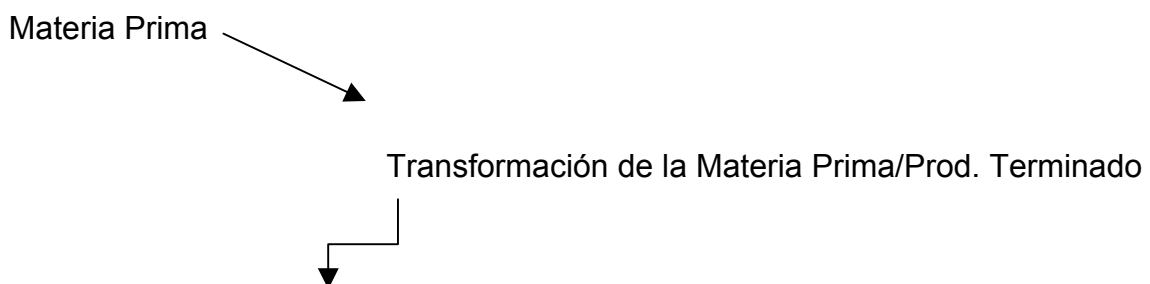 Materia Prima
Transformación de la Materia Prima/Prod. Terminado